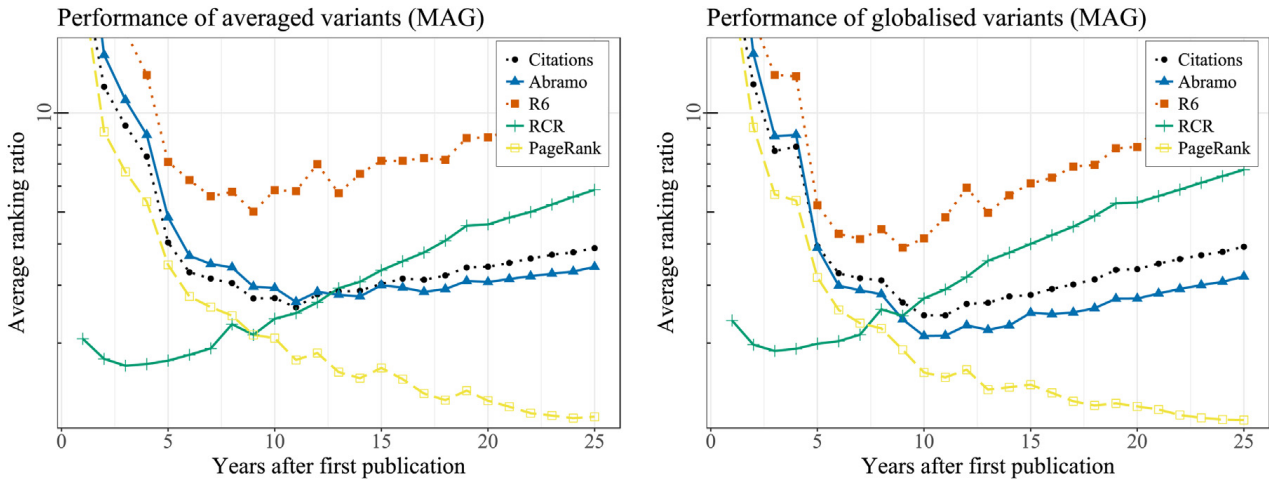 Performance of averaged variants (MAG)
Average ranking ratio
10
Citations
Abramo
R6
RCR
PageRank
0 5 10 15 20 25
Years after first publication
Performance of globalised variants (MAG)
Average ranking ratio
10
Citations
Abramo
R6
RCR
PageRank
0 5 10 15 20 25
Years after first publication